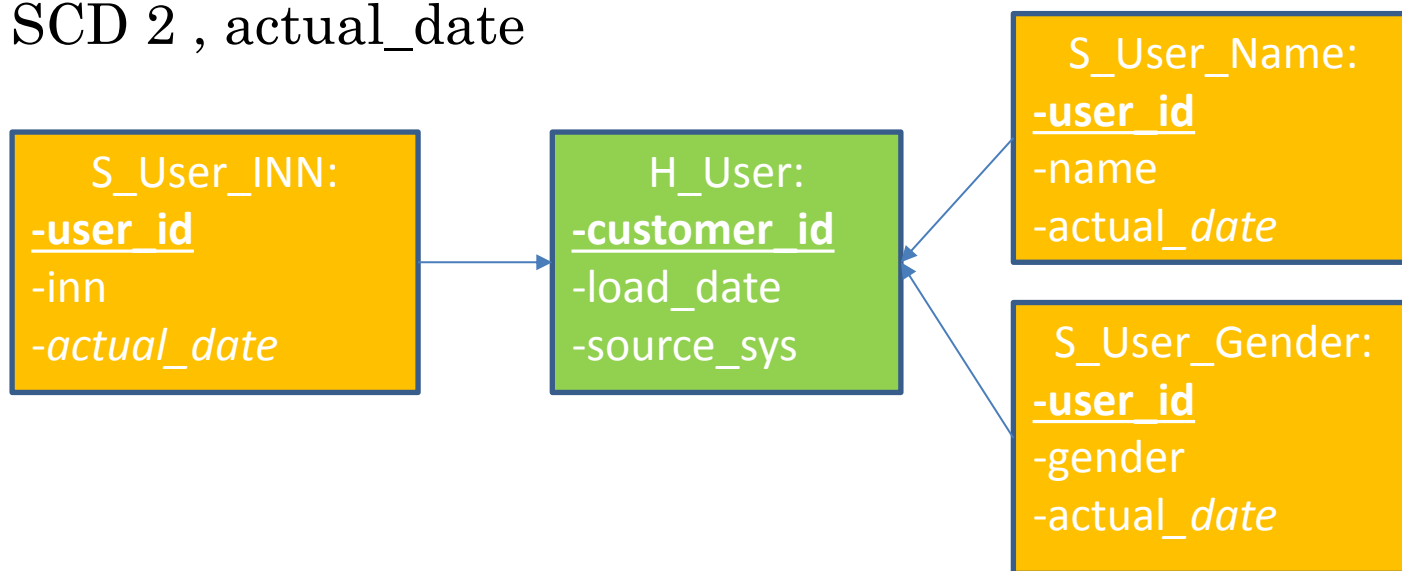 SCD 2 , actual_date
S_User_INN:
-user_id
-inn
-actual_date
H_User:
-customer_id
-load_date
-source_sys
S_User_Name:
-user_id
-name
-actual_date
S_User_Gender:
-user_id
-gender
-actual_date